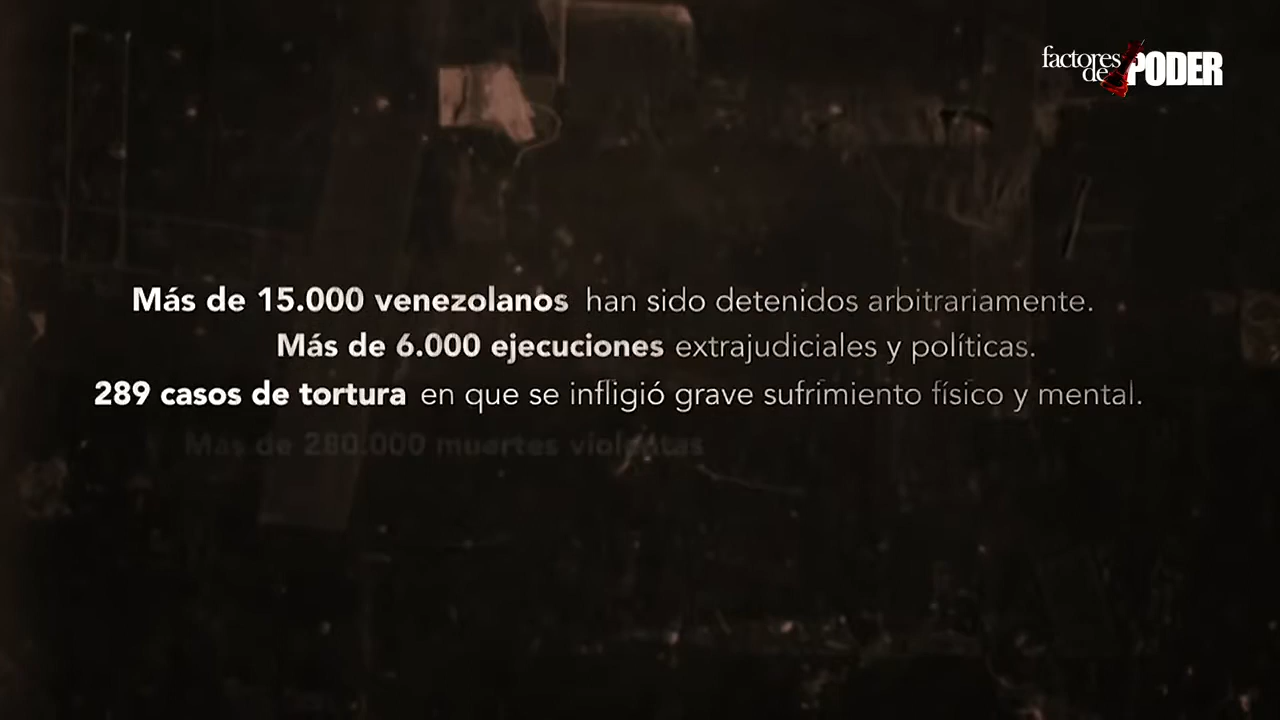 factores
de PODER
Más de 15.000 venezolanos han sido detenidos arbitrariamente.
Más de 6.000 ejecuciones extrajudiciales y políticas.
289 casos de tortura en que se infligió grave sufrimiento físico y mental.
Más de 280.000 muertes violentas